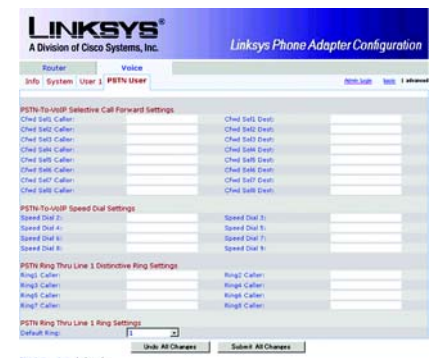 LINKSYS®
A Division of Cisco Systems, Inc.
Linksys Phone Adapter Configuration
Router Voice
Info System User 1 PSTN User Admin Login basic | advanced
PSTN-To-VoIP Selective Call Forward Settings
Cfwd Sel1 Caller: Cfwd Sel1 Dest:
Cfwd Sel2 Caller: Cfwd Sel2 Dest:
Cfwd Sel3 Caller: Cfwd Sel3 Dest:
Cfwd Sel4 Caller: Cfwd Sel4 Dest:
Cfwd Sel5 Caller: Cfwd Sel5 Dest:
Cfwd Sel6 Caller: Cfwd Sel6 Dest:
Cfwd Sel7 Caller: Cfwd Sel7 Dest:
Cfwd Sel8 Caller: Cfwd Sel8 Dest:
PSTN-To-VoIP Speed Dial Settings
Speed Dial 2: Speed Dial 3:
Speed Dial 4: Speed Dial 5:
Speed Dial 6: Speed Dial 7:
Speed Dial 8: Speed Dial 9:
PSTN Ring Thru Line 1 Distinctive Ring Settings
Ring1 Caller: Ring2 Caller:
Ring3 Caller: Ring4 Caller:
Ring5 Caller: Ring6 Caller:
Ring7 Caller: Ring8 Caller:
PSTN Ring Thru Line 1 Ring Settings
Default Ring: 1
Undo All Changes Submit All Changes